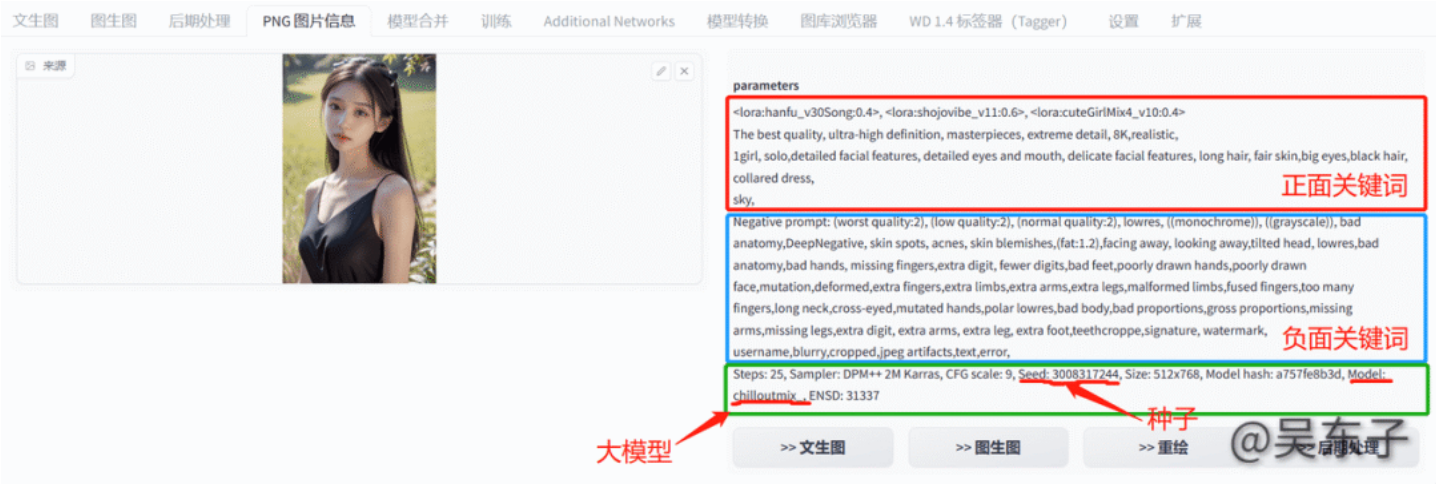 文生图 图生图 后期处理 PNG 图片信息 模型合并 训练 Additional Networks 模型转换 图库浏览器 WD 1.4 标签器（Tagger） 设置 扩展
来源
parameters
<lora:hanfu_v30Song:0.4>, <lora:shojovibe_v11:0.6>, <lora:cuteGirlMix4_v10:0.4>
The best quality, ultra-high definition, masterpieces, extreme detail, 8K,realistic,
1girl, solo,detailed facial features, detailed eyes and mouth, delicate facial features, long hair, fair skin,big eyes,black hair,
collared dress,
sky,
正面关键词
Negative prompt: (worst quality:2), (low quality:2), (normal quality:2), lowres, ((monochrome)), ((grayscale)), bad
anatomy,DeepNegative, skin spots, acnes, skin blemishes,(fat:1.2),facing away, looking away,tilted head, lowres,bad
anatomy,bad hands, missing fingers,extra digit, fewer digits,bad feet,poorly drawn hands,poorly drawn
face,mutation,deformed,extra fingers,extra limbs,extra arms,extra legs,malformed limbs,fused fingers,too many
fingers,long neck,cross-eyed,mutated hands,polar lowres,bad body,bad proportions,gross proportions,missing
arms,missing legs,extra digit, extra arms, extra leg, extra foot,teethcroppe,signature, watermark,
username,blurry,cropped,jpeg artifacts,text,error,
负面关键词
Steps: 25, Sampler: DPM++ 2M Karras, CFG scale: 9, Seed: 3008317244, Size: 512x768, Model hash: a757fe8b3d, Model:
chilloutmix_, ENSD: 31337
种子
大模型
>> 文生图 >> 图生图 >> 重绘 >> 后期处理
@吴东子